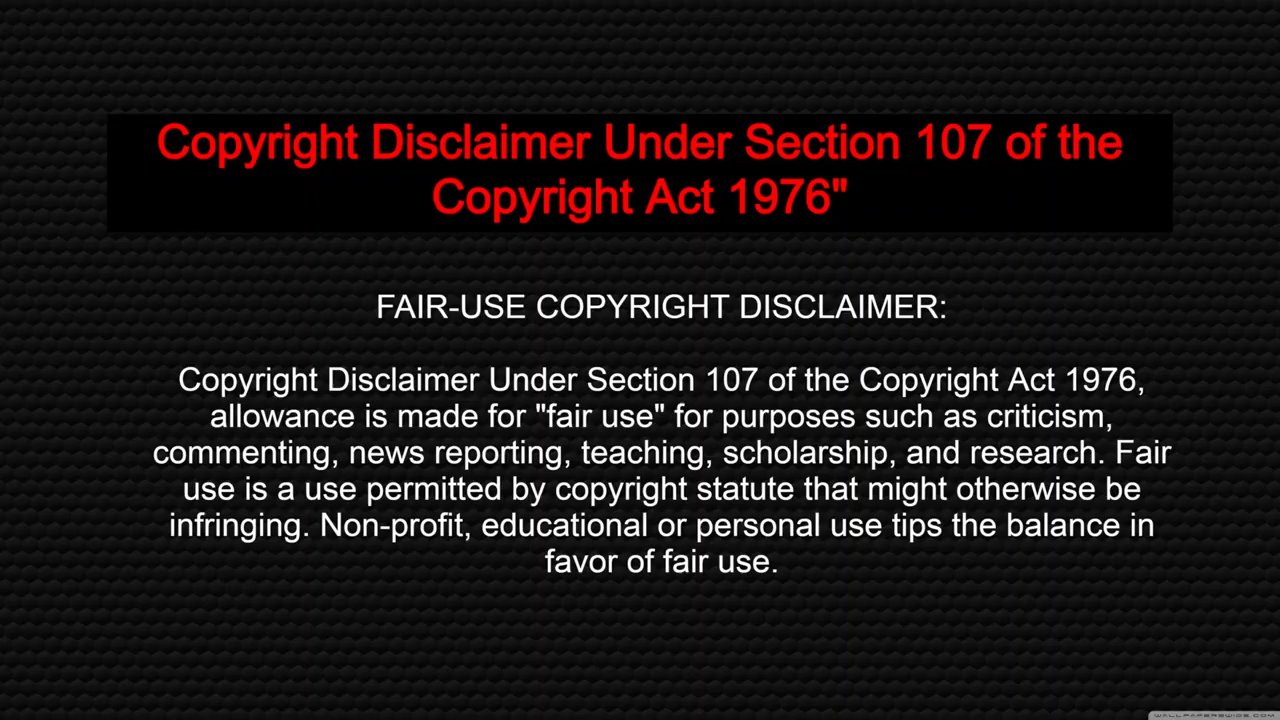 Copyright Disclaimer Under Section 107 of the
Copyright Act 1976"
FAIR-USE COPYRIGHT DISCLAIMER:
Copyright Disclaimer Under Section 107 of the Copyright Act 1976,
allowance is made for "fair use" for purposes such as criticism,
commenting, news reporting, teaching, scholarship, and research. Fair
use is a use permitted by copyright statute that might otherwise be
infringing. Non-profit, educational or personal use tips the balance in
favor of fair use.
WALLPAPERSWIDE.COM